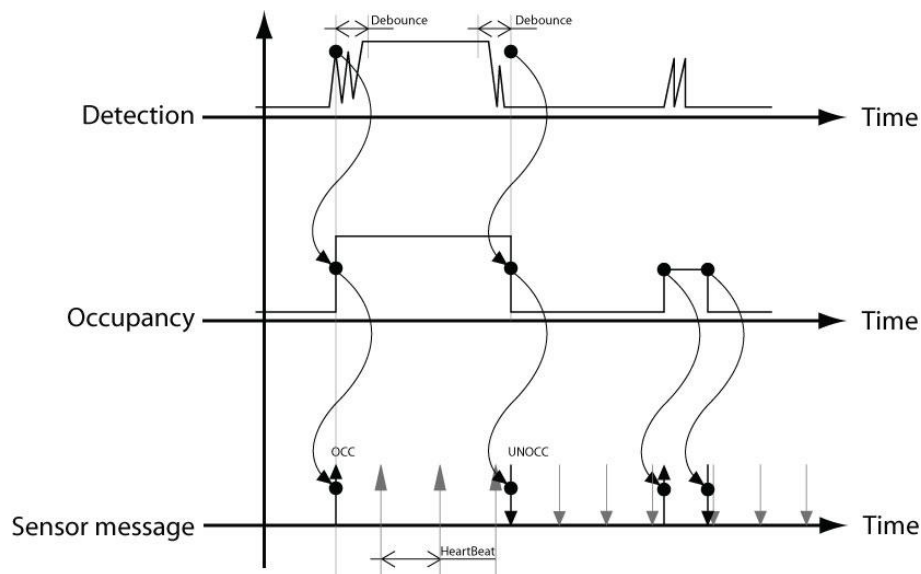 Debounce
Debounce
Detection
Time
Occupancy
Time
OCC
UNOCC
Sensor message
Time
HeartBeat